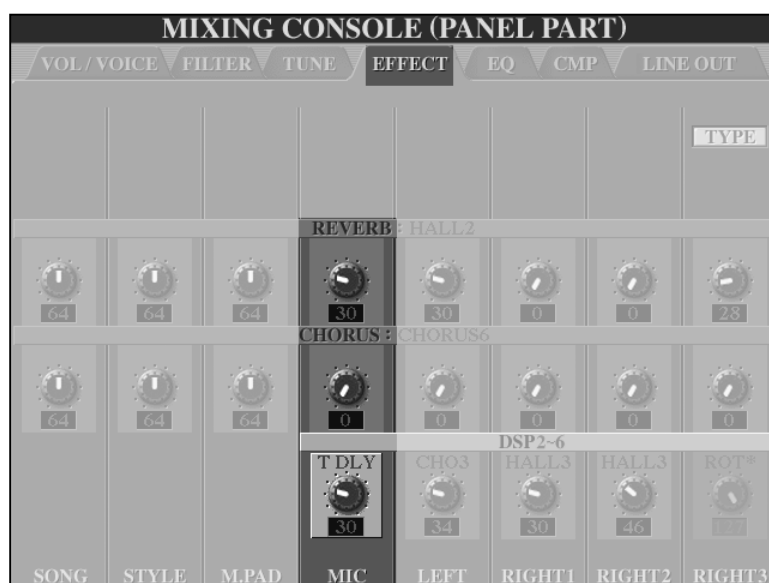 MIXING CONSOLE (PANEL PART)
VOL / VOICE FILTER TUNE EFFECT EQ CMP LINE OUT
TYPE
REVERB : HALL2
64 64 64 30 30 0 0 28
CHORUS : CHORUS6
64 64 64 0 0 0 0 0
DSP2~6
T DLY CHO3 HALL3 HALL3 ROT*
30 34 30 46 127
SONG STYLE M.PAD MIC LEFT RIGHT1 RIGHT2 RIGHT3